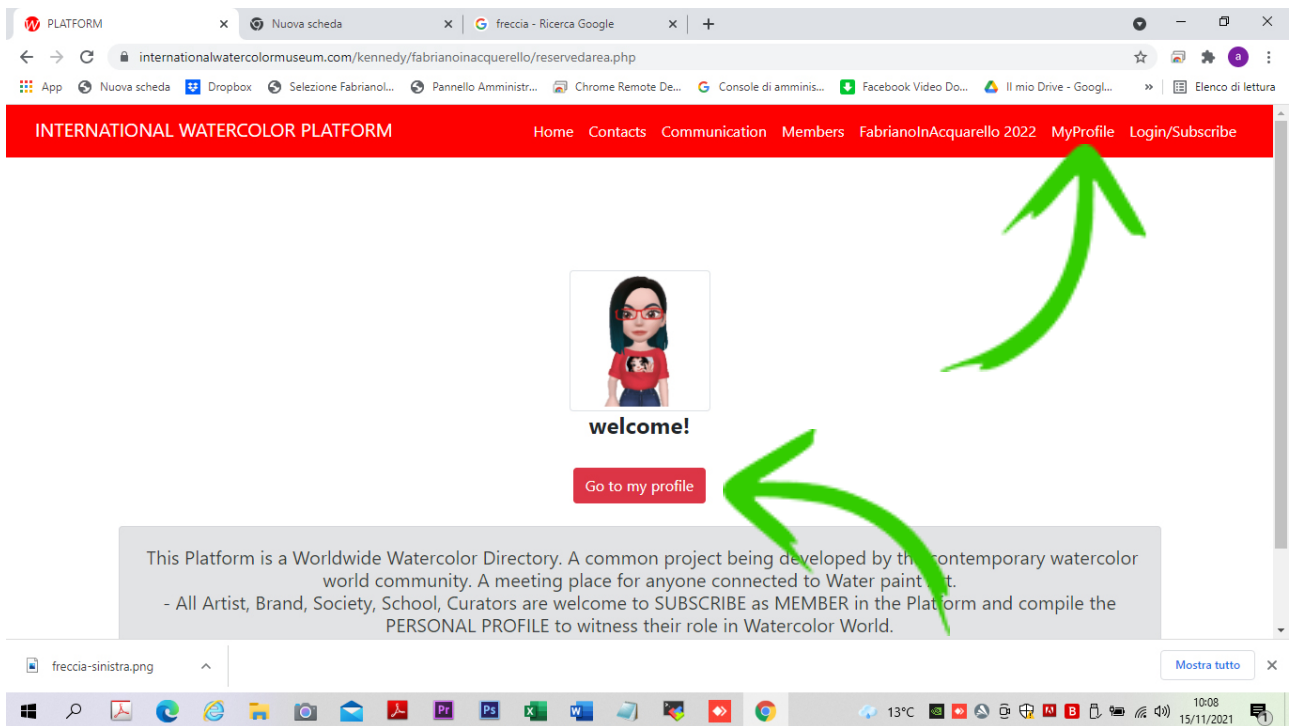 PLATFORM
Nuova scheda
freccia - Ricerca Google
internationalwatercolormuseum.com/kennedy/fabrianoinacquerello/reservedarea.php
a
App Nuova scheda Dropbox Selezione Fabrianol... Pannello Amministr... Chrome Remote De... Console di amminis... Facebook Video Do... Il mio Drive - Googl... » Elenco di lettura
INTERNATIONAL WATERCOLOR PLATFORM
Home Contacts Communication Members FabrianoInAcquarello 2022 MyProfile Login/Subscribe
welcome!
Go to my profile
This Platform is a Worldwide Watercolor Directory. A common project being developed by the contemporary watercolor
world community. A meeting place for anyone connected to Water paint
- All Artist, Brand, Society, School, Curators are welcome to SUBSCRIBE as MEMBER in the Platform and compile the
PERSONAL PROFILE to witness their role in Watercolor World.
freccia-sinistra.png
Mostra tutto
13°C
10:08
15/11/2021